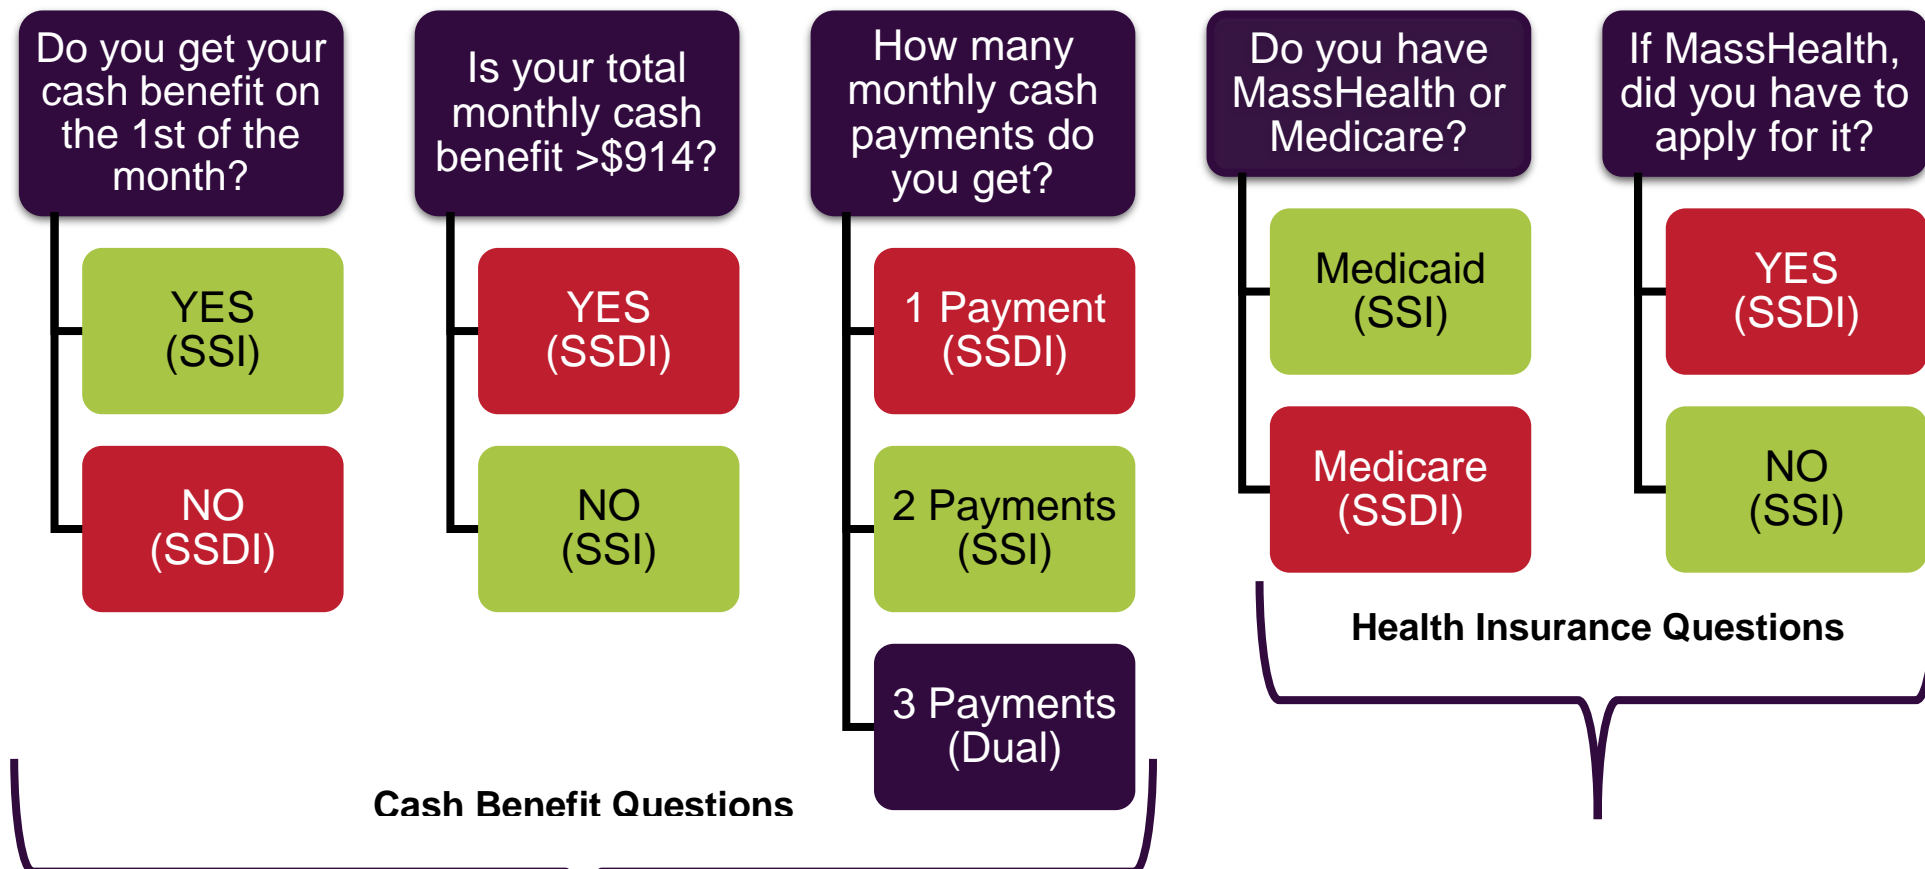 Do you get your
cash benefit on
the 1st of the
month?
YES
(SSI)
NO
(SSDI)
Is your total
monthly cash
benefit >$914?
YES
(SSDI)
NO
(SSI)
How many
monthly cash
payments do
you get?
1 Payment
(SSDI)
2 Payments
(SSI)
3 Payments
(Dual)
Cash Benefit Questions
Do you have
MassHealth or
Medicare?
Medicaid
(SSI)
Medicare
(SSDI)
If MassHealth,
did you have to
apply for it?
YES
(SSDI)
NO
(SSI)
Health Insurance Questions